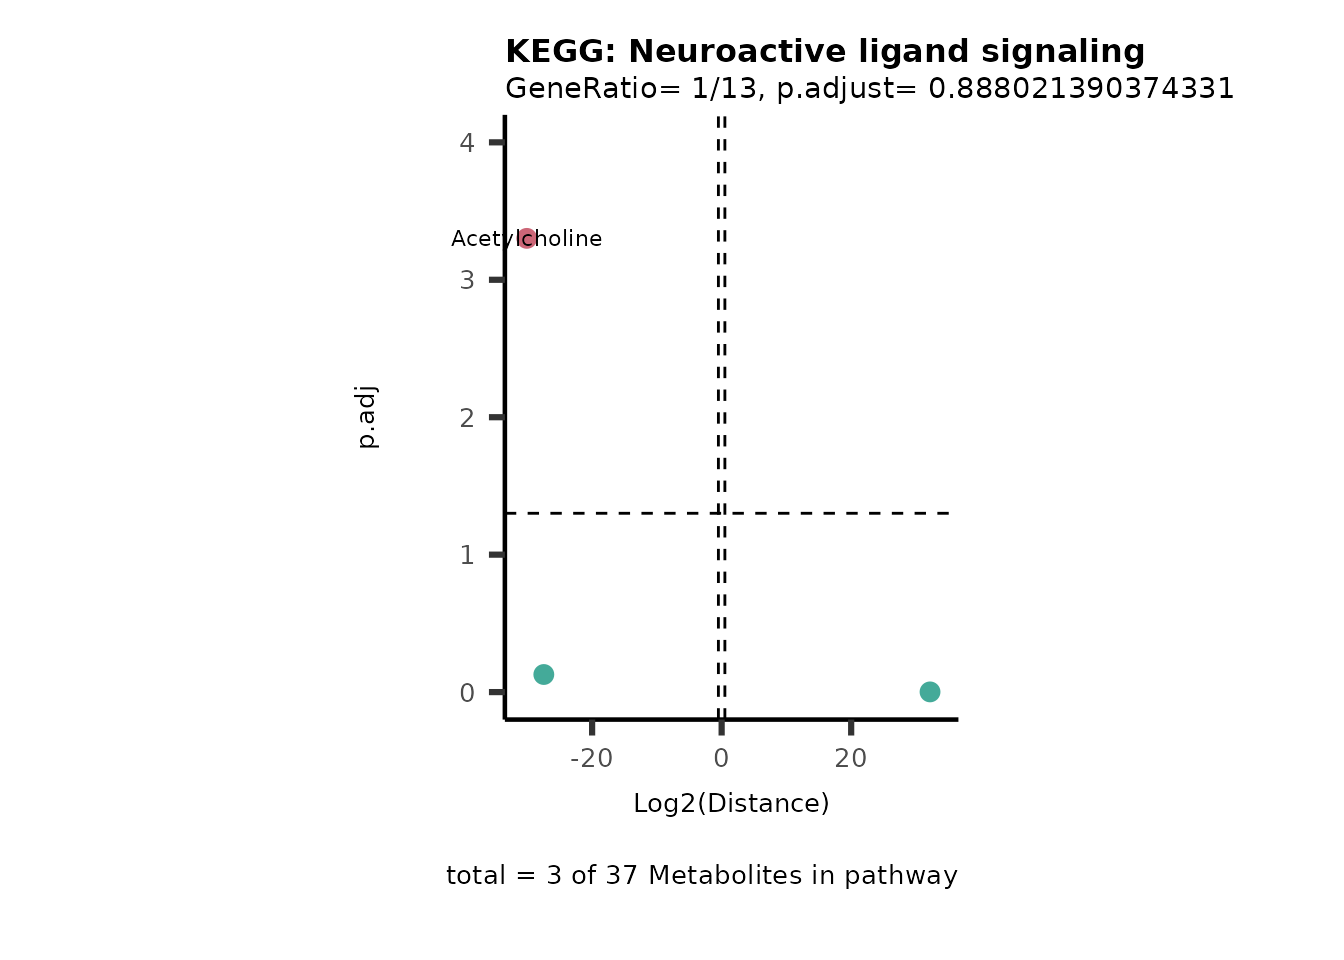 KEGG: Neuroactive ligand signaling
GeneRatio= 1/13, p.adjust= 0.888021390374331
4
Acetylcholine
3
p.adj
2
1
0
-20 0 20
Log2(Distance)
total = 3 of 37 Metabolites in pathway